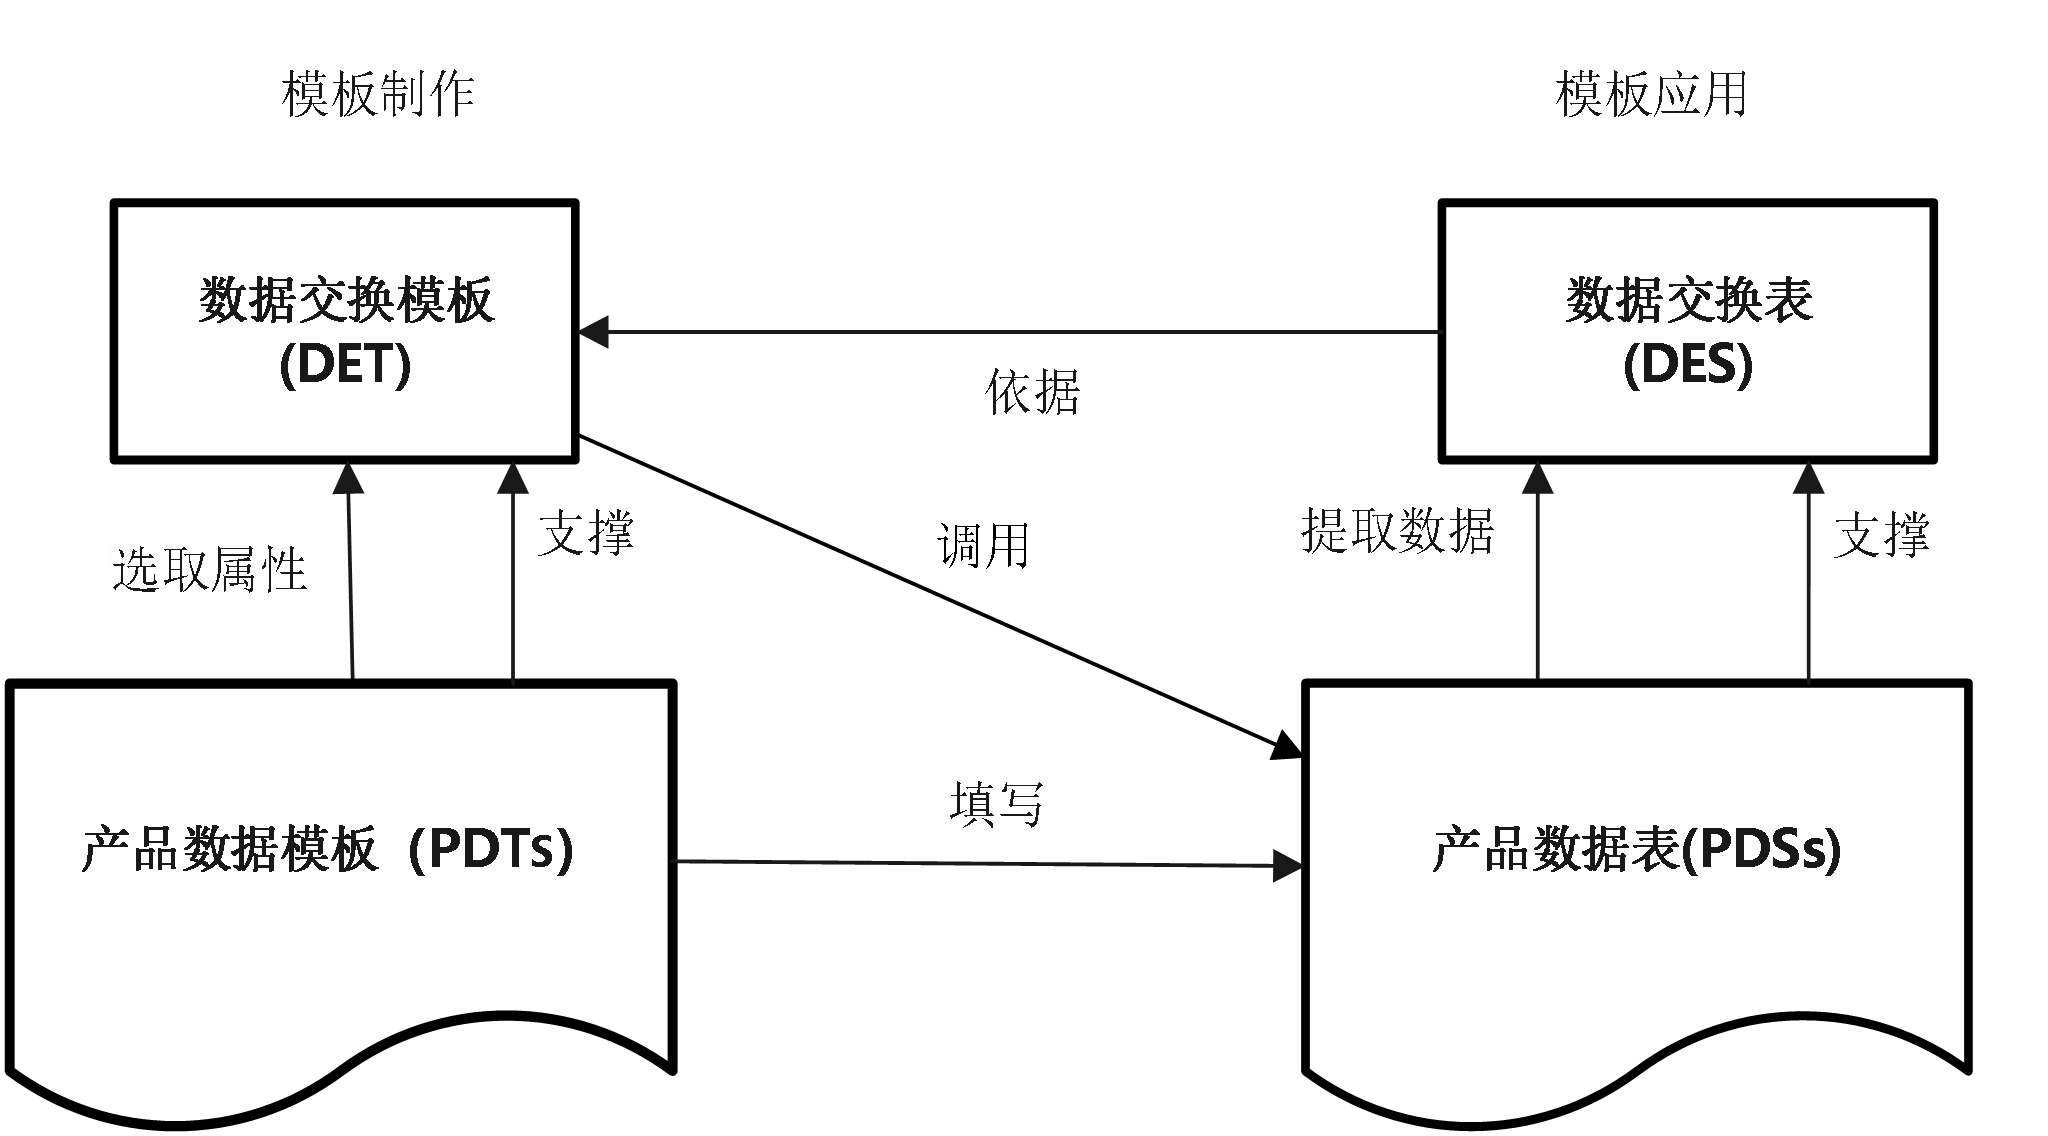 模板制作
模板应用
数据交换模板
(DET)
数据交换表
(DES)
依据
选取属性
支撑
调用
提取数据
支撑
填写
产品数据模板 (PDTs)
产品数据表(PDSs)